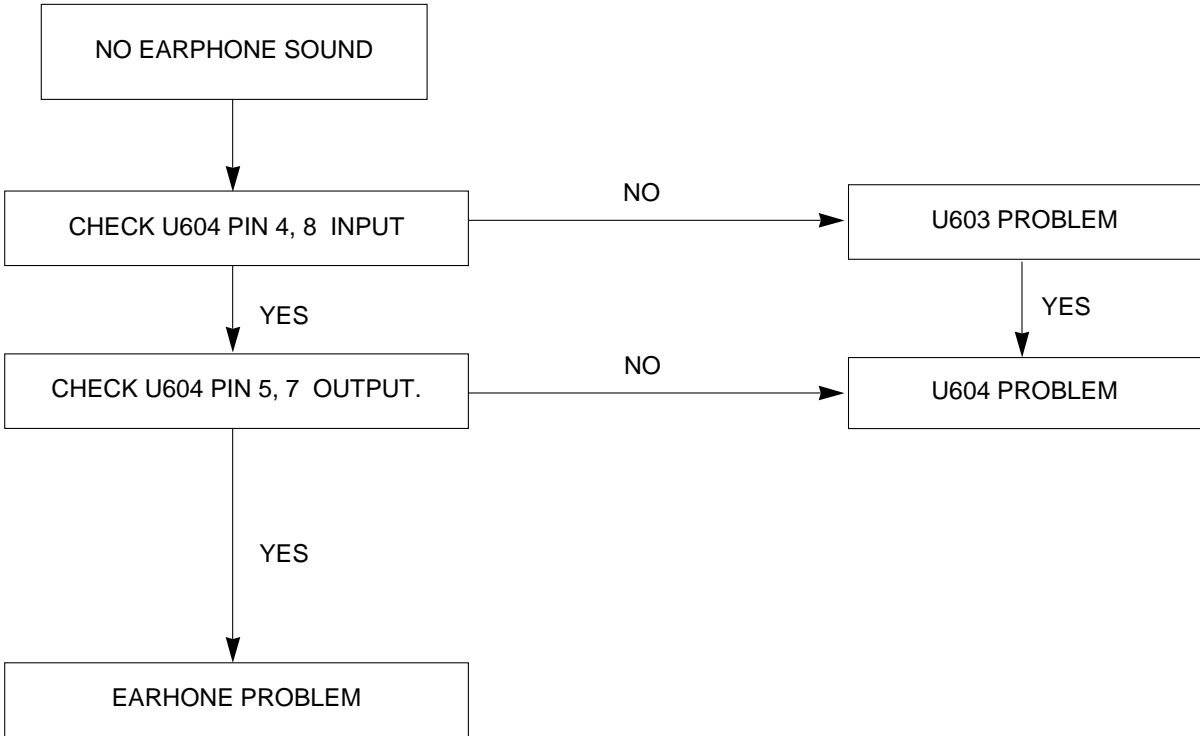 NO EARPHONE SOUND
NO
CHECK U604 PIN 4, 8 INPUT
U603 PROBLEM
YES
YES
NO
CHECK U604 PIN 5, 7 OUTPUT.
U604 PROBLEM
YES
EARHONE PROBLEM